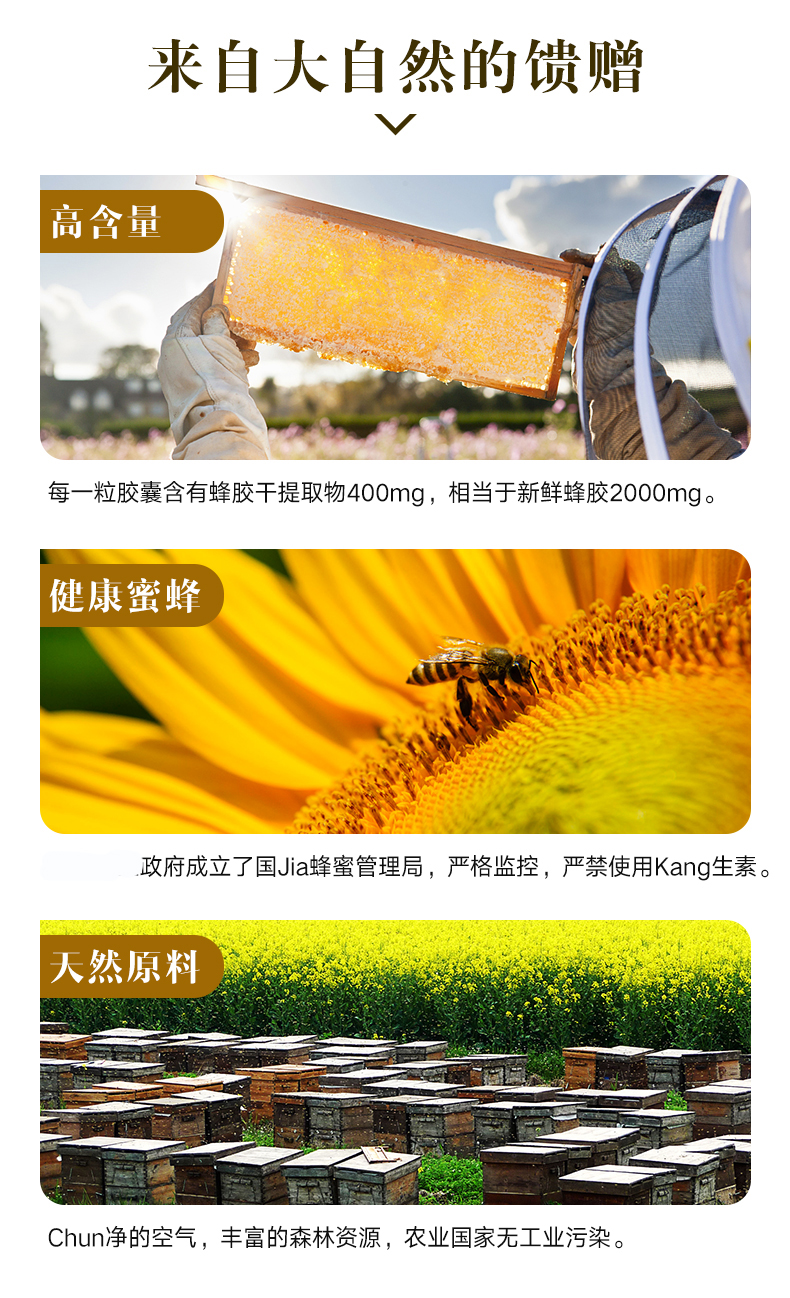 来自大自然的馈赠
高含量
每一粒胶囊含有蜂胶干提取物400mg，相当于新鲜蜂胶2000mg。
健康蜜蜂
政府成立了国Jia蜂蜜管理局，严格监控，严禁使用Kang生素。
天然原料
Chun净的空气，丰富的森林资源，农业国家无工业污染。